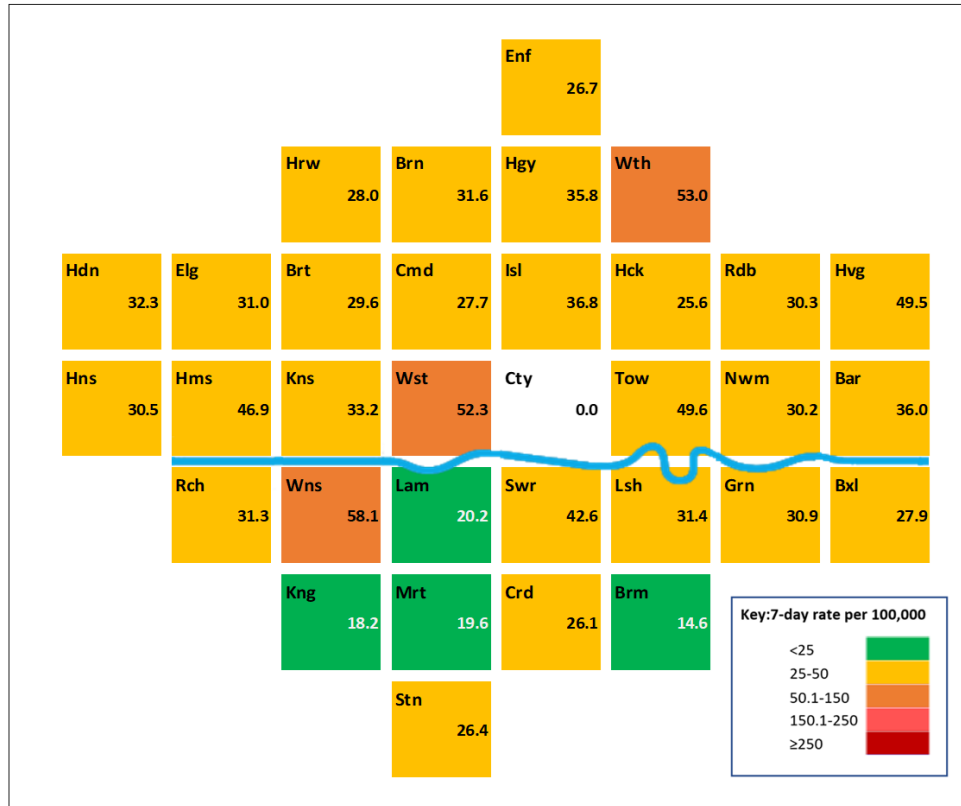 Enf
26.7
Hrw Brn Hgy Wth
28.0 31.6 35.8 53.0
Hdn Elg Brt Cmd Isl Hck Rdb Hvg
32.3 31.0 29.6 27.7 36.8 25.6 30.3 49.5
Hns Hms Kns Wst Cty Tow Nwm Bar
30.5 46.9 33.2 52.3 0.0 49.6 30.2 36.0
Rch Wns Lam Swr Lsh Grn Bxl
31.3 58.1 20.2 42.6 31.4 30.9 27.9
Kng Mrt Crd Brm
18.2 19.6 26.1 14.6
Stn
26.4
Key:7-day rate per 100,000
<25
25-50
50.1-150
150.1-250
≥250